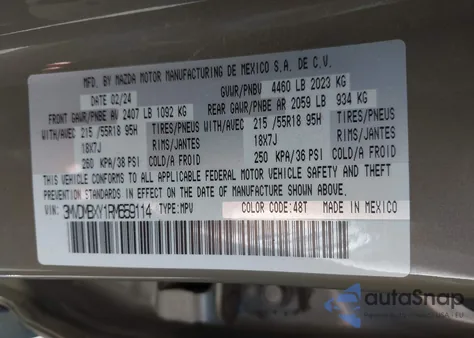 MFD. BY MAZDA MOTOR MANUFACTURING DE MEXICO S.A. DE C.V.
DATE 02/24 GVWR/PNBV 4460 LB 2023 KG
FRONT GAWR/PNBE AV 2407 LB 1092 KG REAR GAWR/PNBE AR 2059 LB 934 KG
WITH/AVEC 215 /55R18 95H TIRES/PNEUS WITH/AVEC 215 /55R18 95H TIRES/PNEUS
18X7J RIMS/JANTES 18X7J RIMS/JANTES
250 KPA/36 PSI COLD/A FROID 250 KPA/36 PSI COLD/A FROID
THIS VEHICLE CONFORMS TO ALL APPLICABLE FEDERAL MOTOR VEHICLE SAFETY AND THEFT
PREVENTION STANDARDS IN EFFECT ON THE DATE OF MANUFACTURE SHOWN ABOVE.
VIN: 3MVDMBXY1RM659114 TYPE:MPV COLOR CODE:48T MADE IN MEXICO
autoSnap